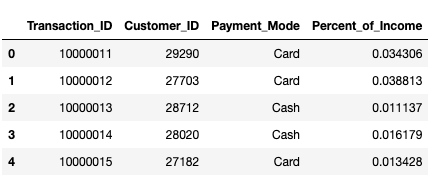 Transaction_ID Customer_ID Payment_Mode Percent_of_Income
0 10000011 29290 Card 0.034306
1 10000012 27703 Card 0.038813
2 10000013 28712 Cash 0.011137
3 10000014 28020 Cash 0.016179
4 10000015 27182 Card 0.013428